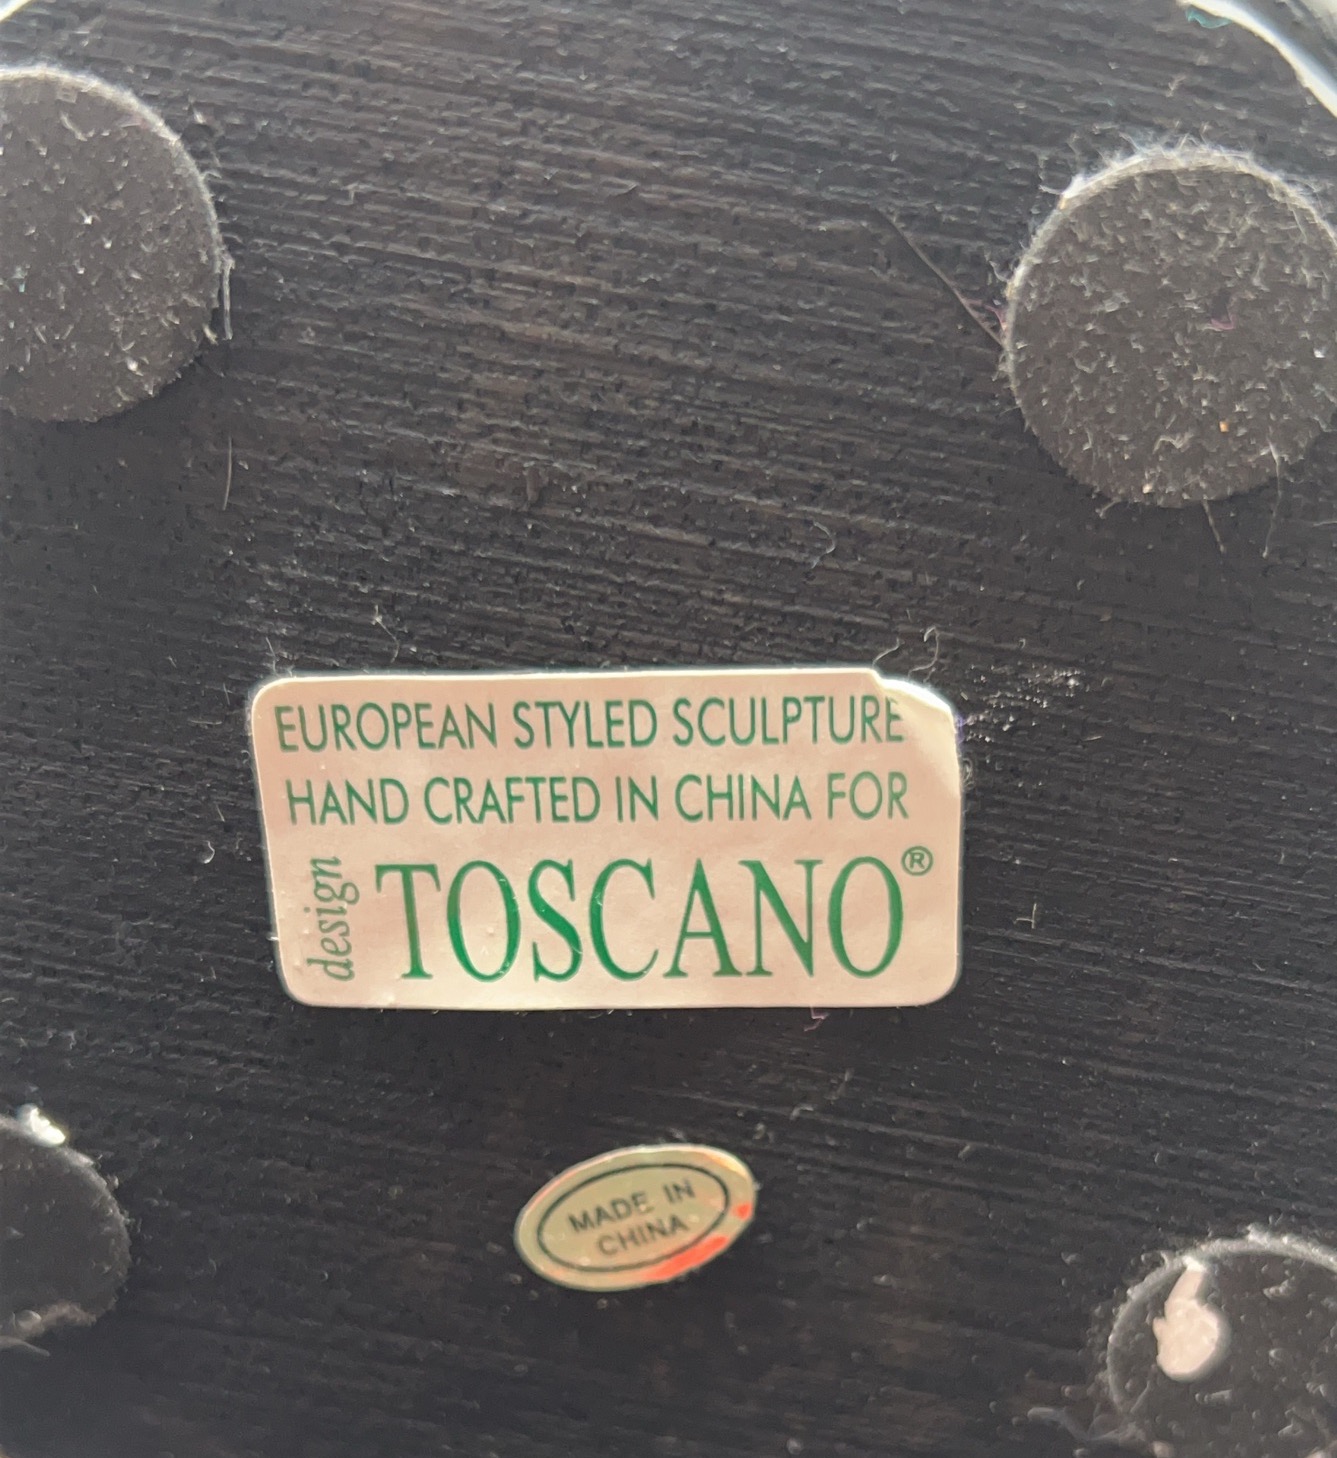 EUROPEAN STYLED SCULPTURE
HAND CRAFTED IN CHINA FOR
design TOSCANO®
MADE IN
CHINA